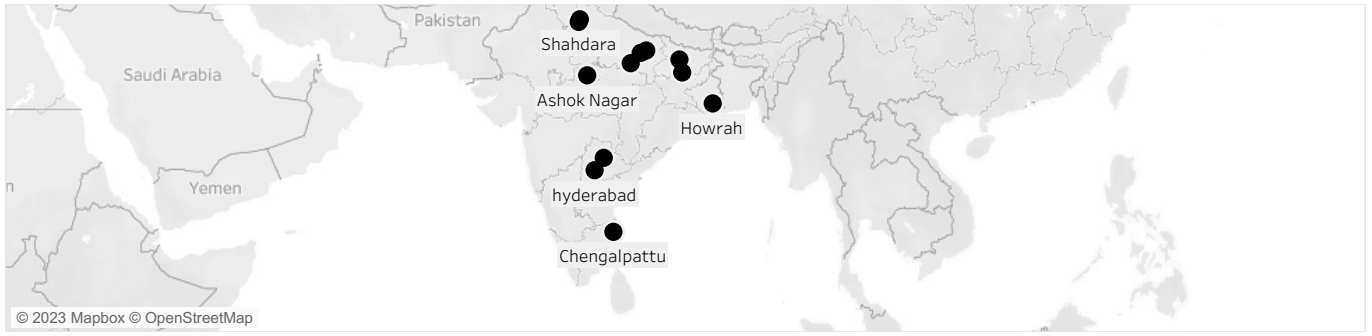 Pakistan
Shahdara
Saudi Arabia
Ashok Nagar
Howrah
Yemen
n
hyderabad
Chengalpattu
© 2023 Mapbox © OpenStreetMap